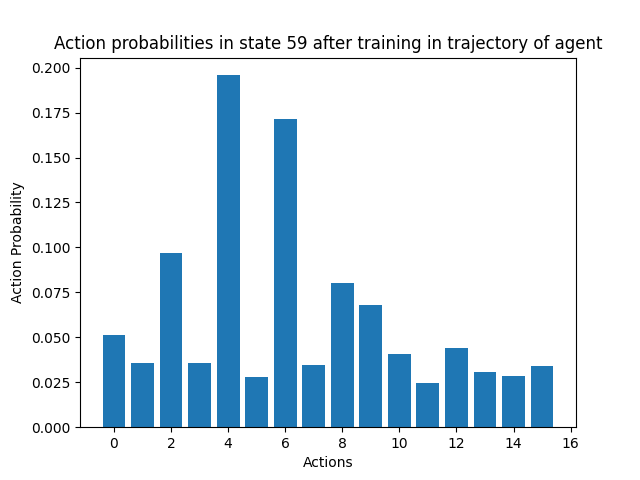 Action probabilities in state 59 after training in trajectory of agent
0.200
0.175
0.150
0.125
0.100
0.075
0.050
0.025
0.000
Action Probability
0 2 4 6 8 10 12 14 16
Actions